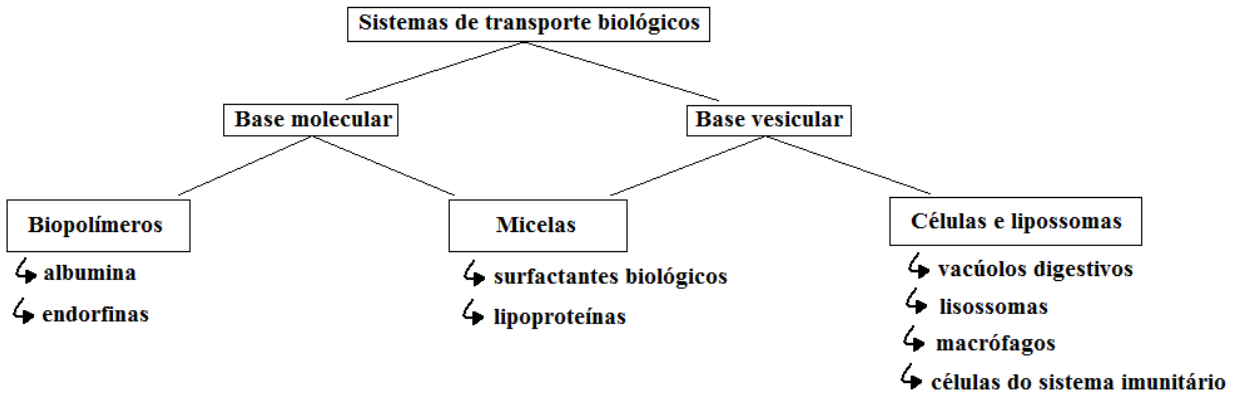 Sistemas de transporte biológicos
Base molecular
Base vesicular
Biopolímeros
albumina
endorfinas
Micelas
surfactantes biológicos
lipoproteínas
Células e lipossomas
vacúolos digestivos
lisossomas
macrófagos
células do sistema imunitário